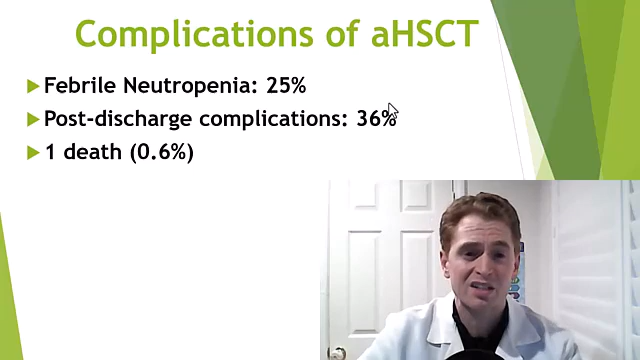 Complications of aHSCT
Febrile Neutropenia: 25%
Post-discharge complications: 36%
1 death (0.6%)